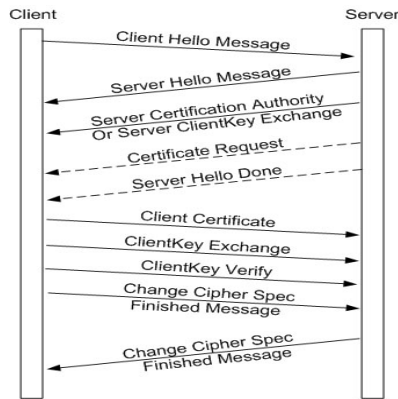 Client
Server
Client Hello Message
Server Hello Message
Server Certification Authority
Or Server ClientKey Exchange
Certificate Request
Server Hello Done
Client Certificate
ClientKey Exchange
ClientKey Verify
Change Cipher Spec
Finished Message
Change Cipher Spec
Finished Message